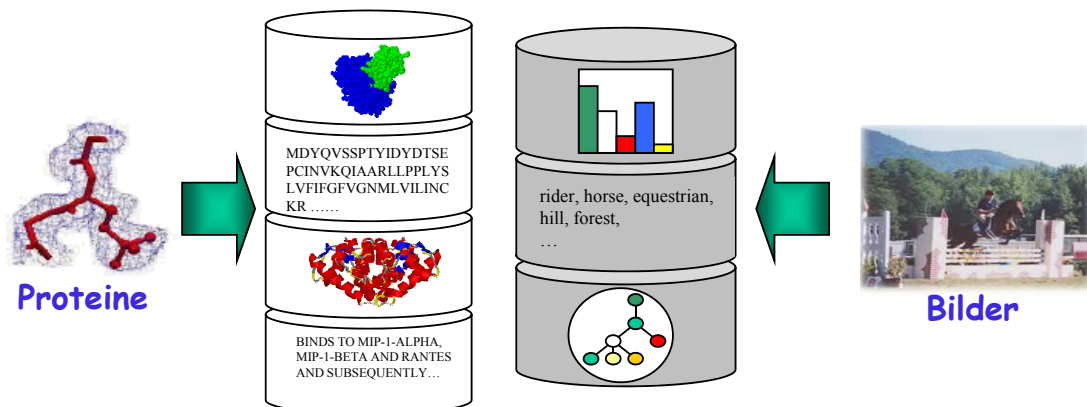 MDYQVSSPTYIDYDTSE
PCINVKQIAARLLPPLYS
LVFIFGFVGNMLVILINC
KR ......
rider, horse, equestrian,
hill, forest,
...
Proteine
Bilder
BINDS TO MIP-1-ALPHA,
MIP-1-BETA AND RANTES
AND SUBSEQUENTLY...